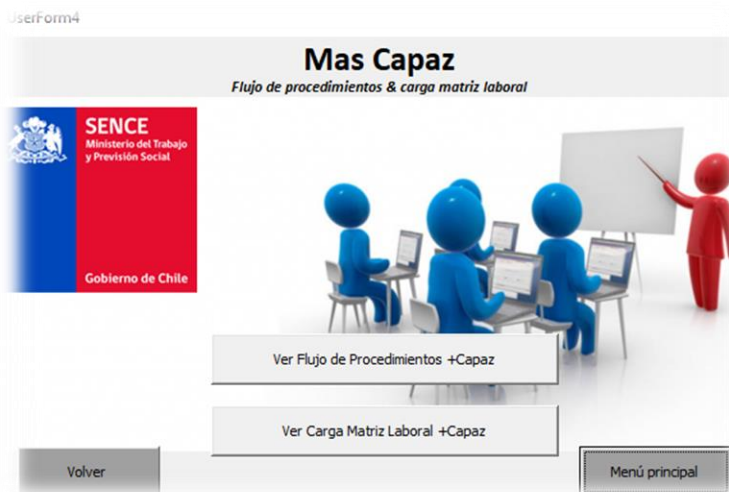 UserForm4
Mas Capaz
Flujo de procedimientos & carga matriz laboral
SENCE
Ministerio del Trabajo
y Previsión Social
Gobierno de Chile
Ver Flujo de Procedimientos +Capaz
Ver Carga Matriz Laboral +Capaz
Volver
Menú principal